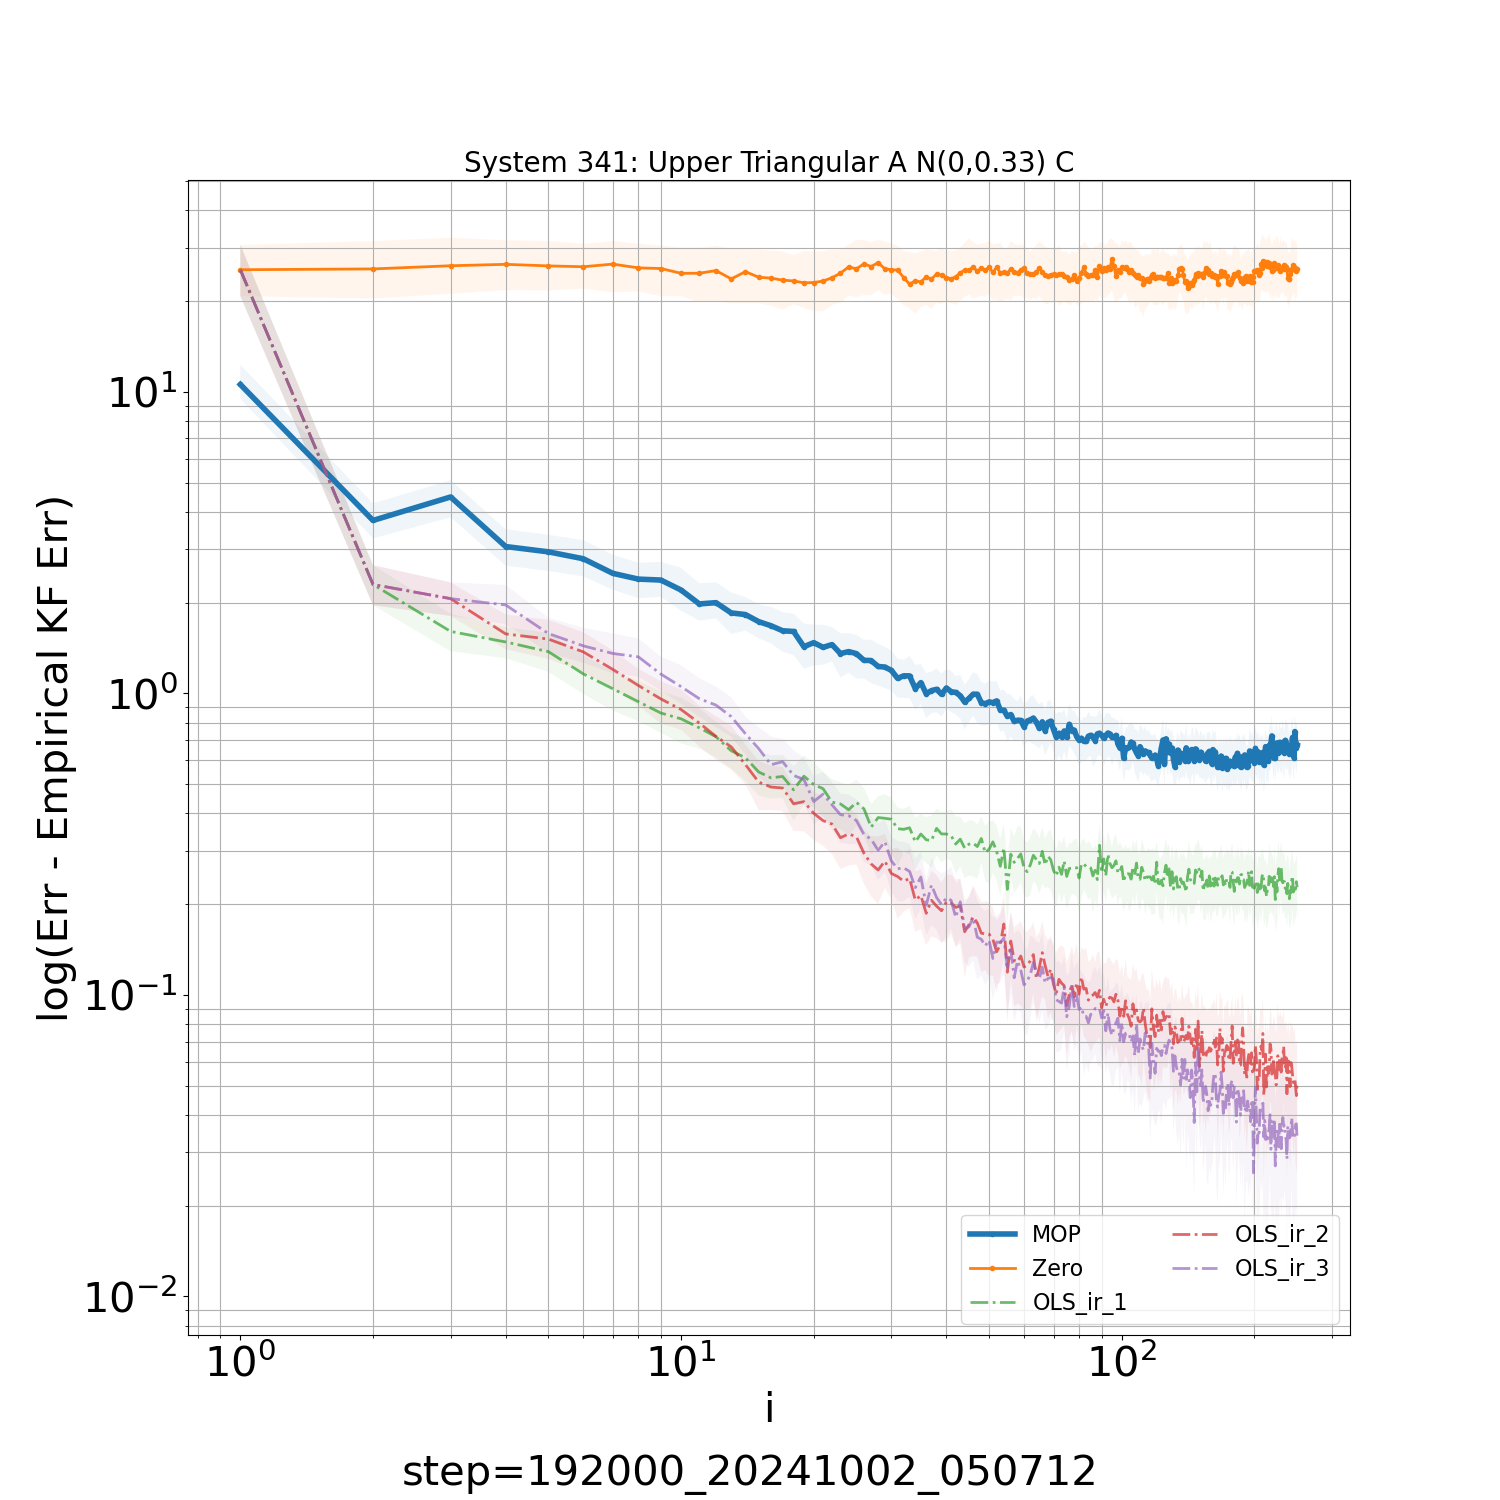 System 341: Upper Triangular A N(0,0.33) C
log(Err - Empirical KF Err)
10¹
10⁰
10⁻¹
10⁻²
MOP
Zero
OLS_ir_1
OLS_ir_2
OLS_ir_3
10⁰ 10¹ 10²
i
step=192000_20241002_050712